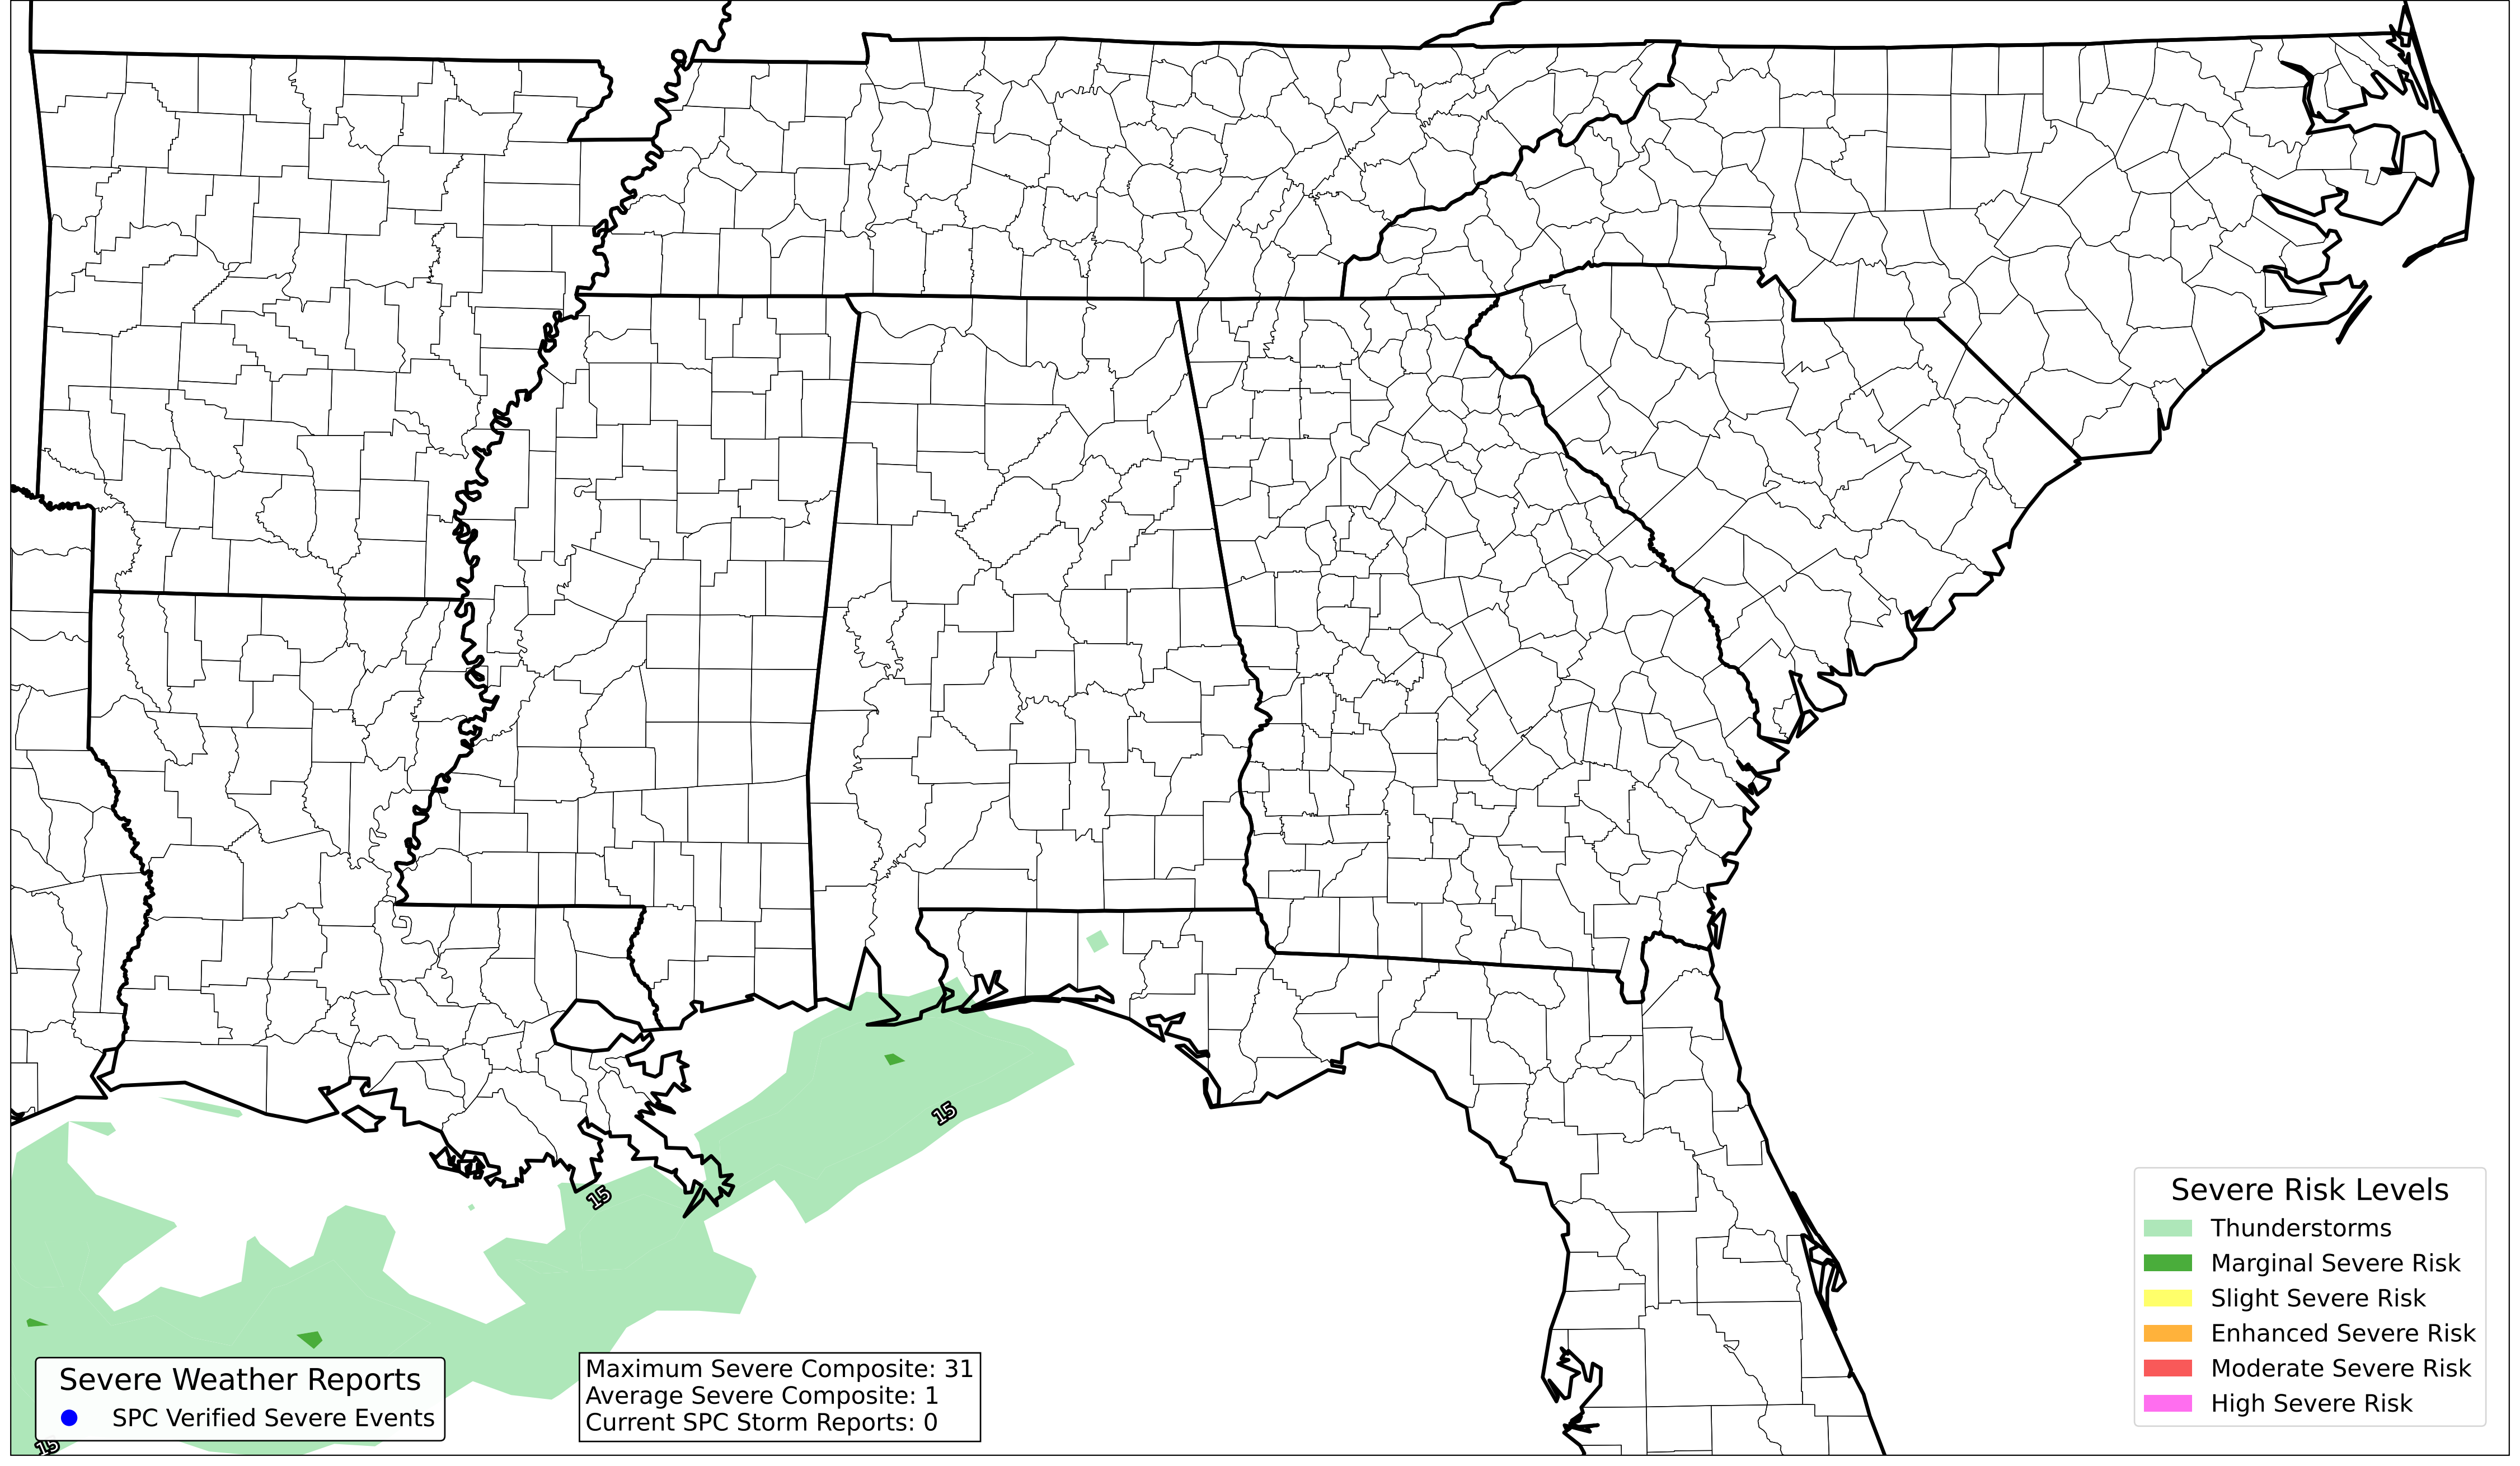 15
15
Severe Risk Levels
Thunderstorms
Marginal Severe Risk
Slight Severe Risk
Enhanced Severe Risk
Moderate Severe Risk
High Severe Risk
Severe Weather Reports
SPC Verified Severe Events
Maximum Severe Composite: 31
Average Severe Composite: 1
Current SPC Storm Reports: 0
15